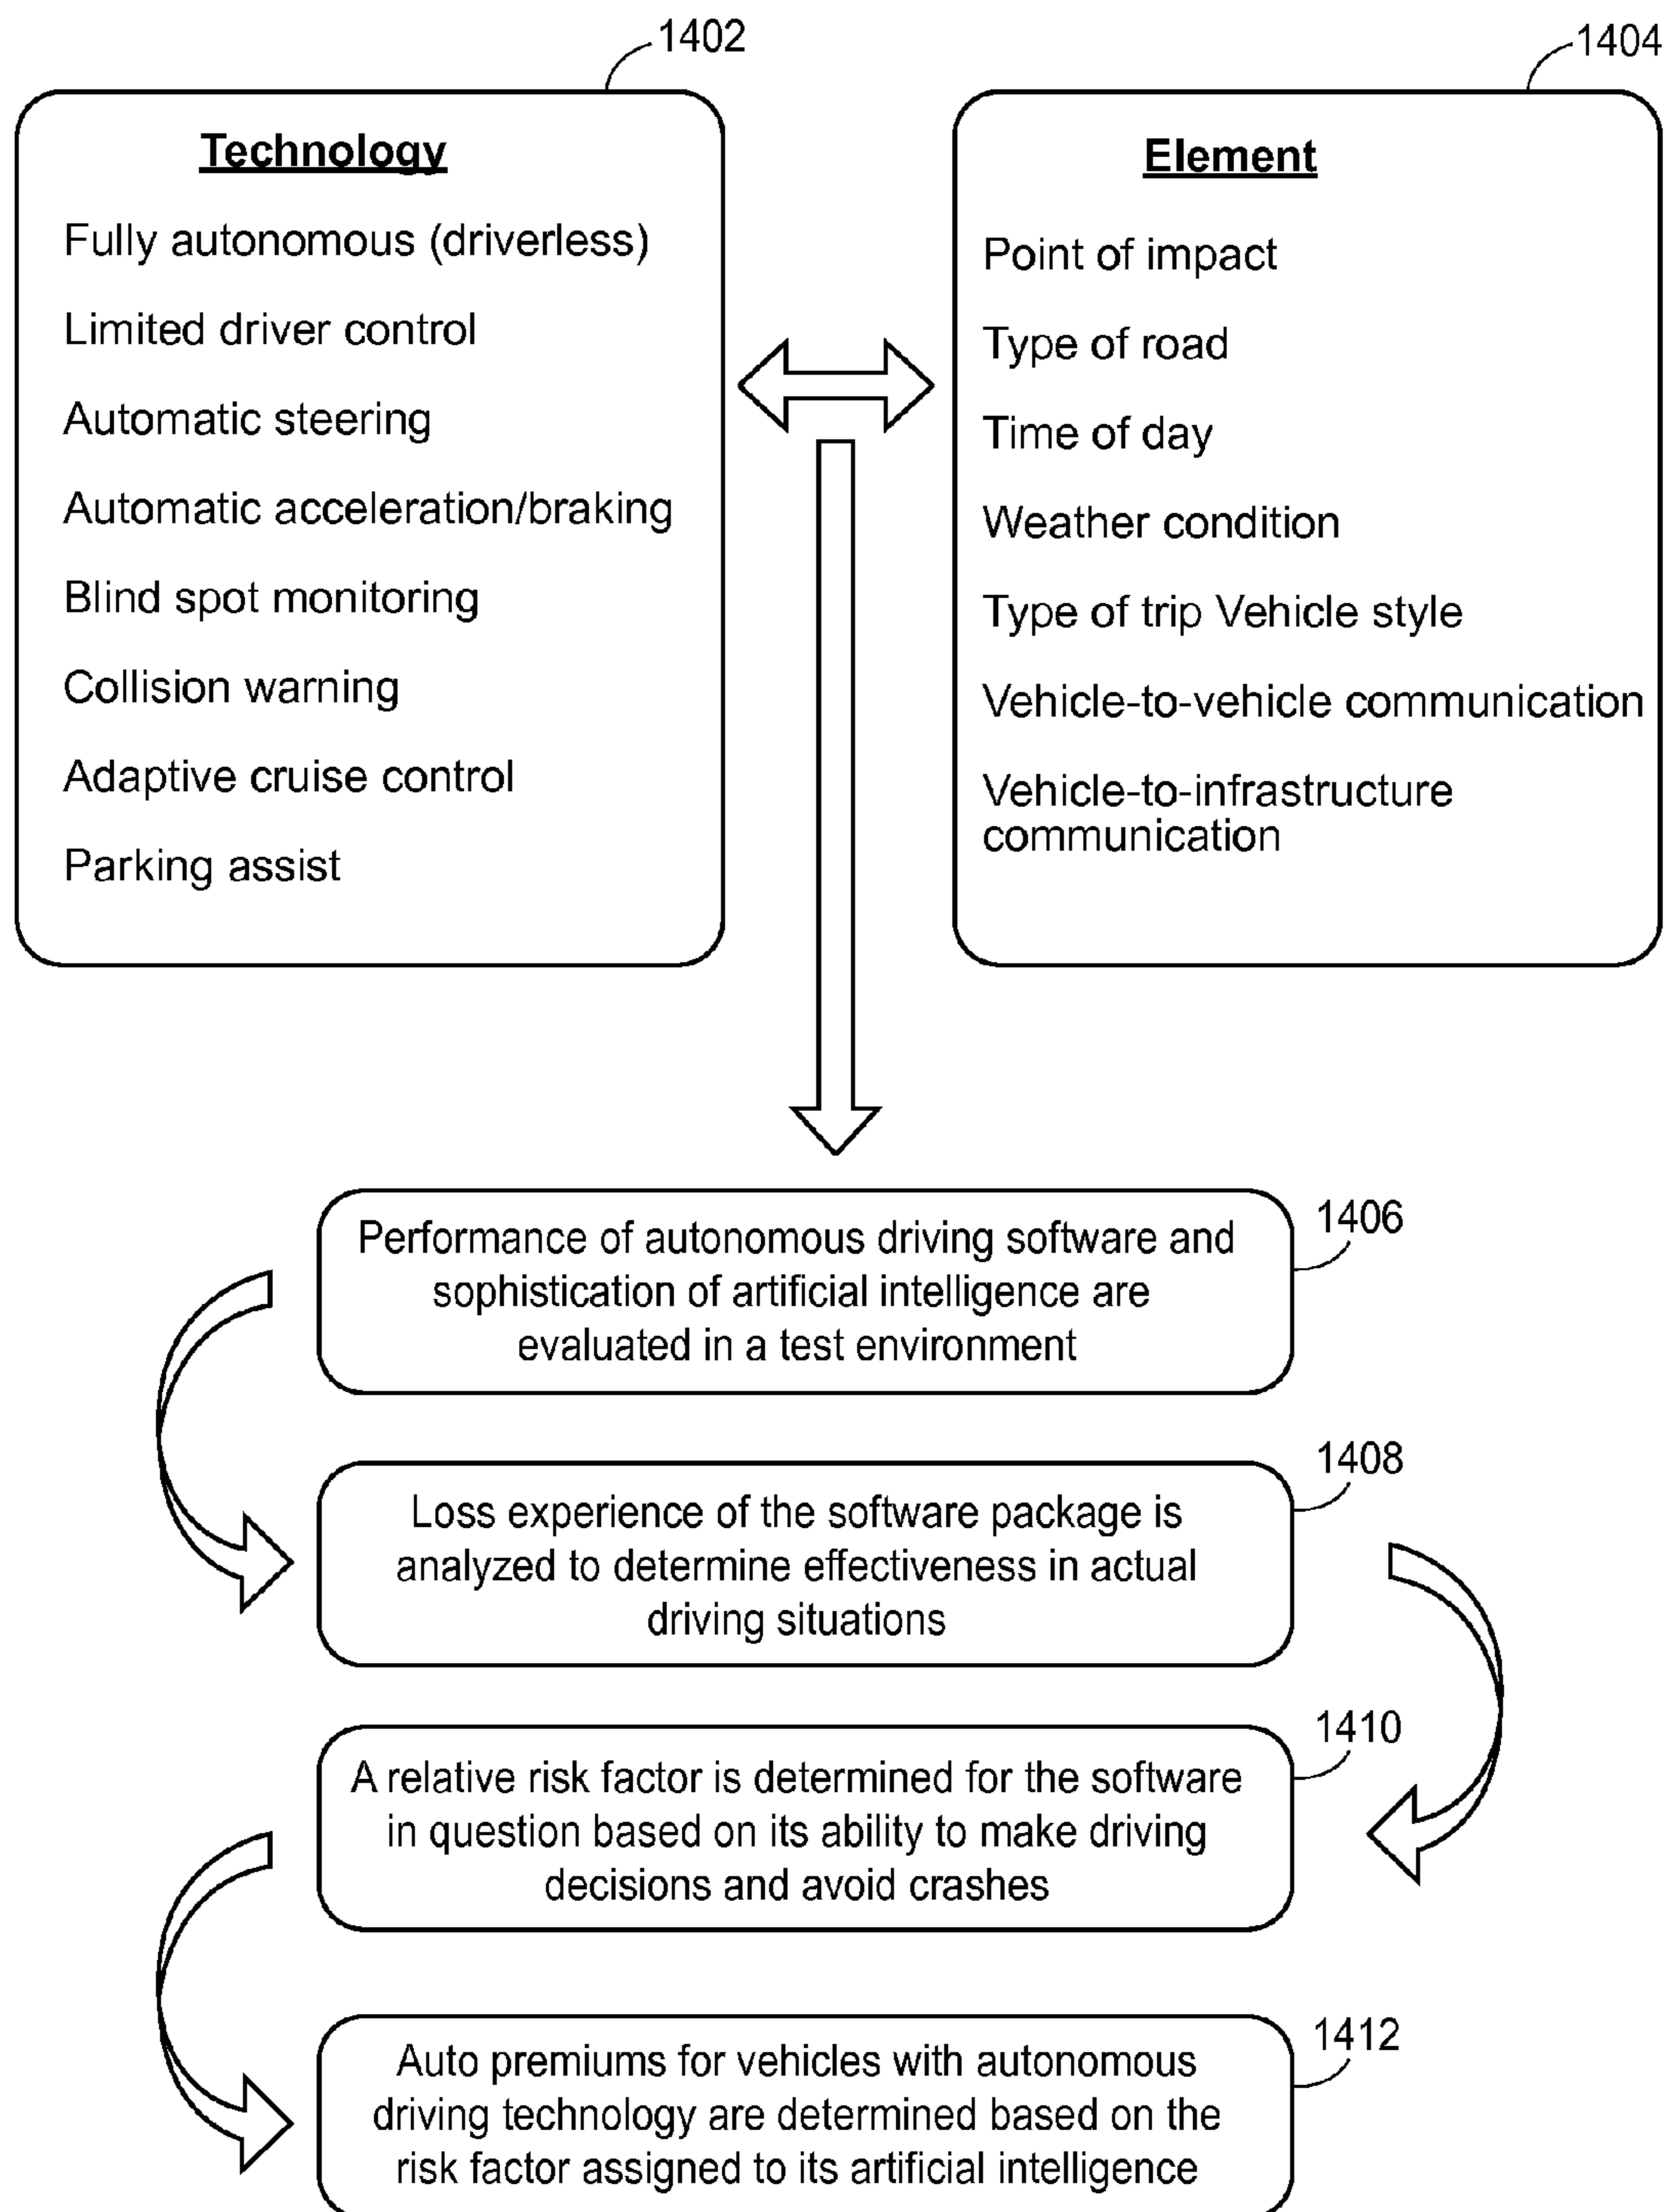 1402
Technology
Fully autonomous (driverless)
Limited driver control
Automatic steering
Automatic acceleration/braking
Blind spot monitoring
Collision warning
Adaptive cruise control
Parking assist
1404
Element
Point of impact
Type of road
Time of day
Weather condition
Type of trip Vehicle style
Vehicle-to-vehicle communication
Vehicle-to-infrastructure
communication
1406
Performance of autonomous driving software and
sophistication of artificial intelligence are
evaluated in a test environment
1408
Loss experience of the software package is
analyzed to determine effectiveness in actual
driving situations
1410
A relative risk factor is determined for the software
in question based on its ability to make driving
decisions and avoid crashes
1412
Auto premiums for vehicles with autonomous
driving technology are determined based on the
risk factor assigned to its artificial intelligence